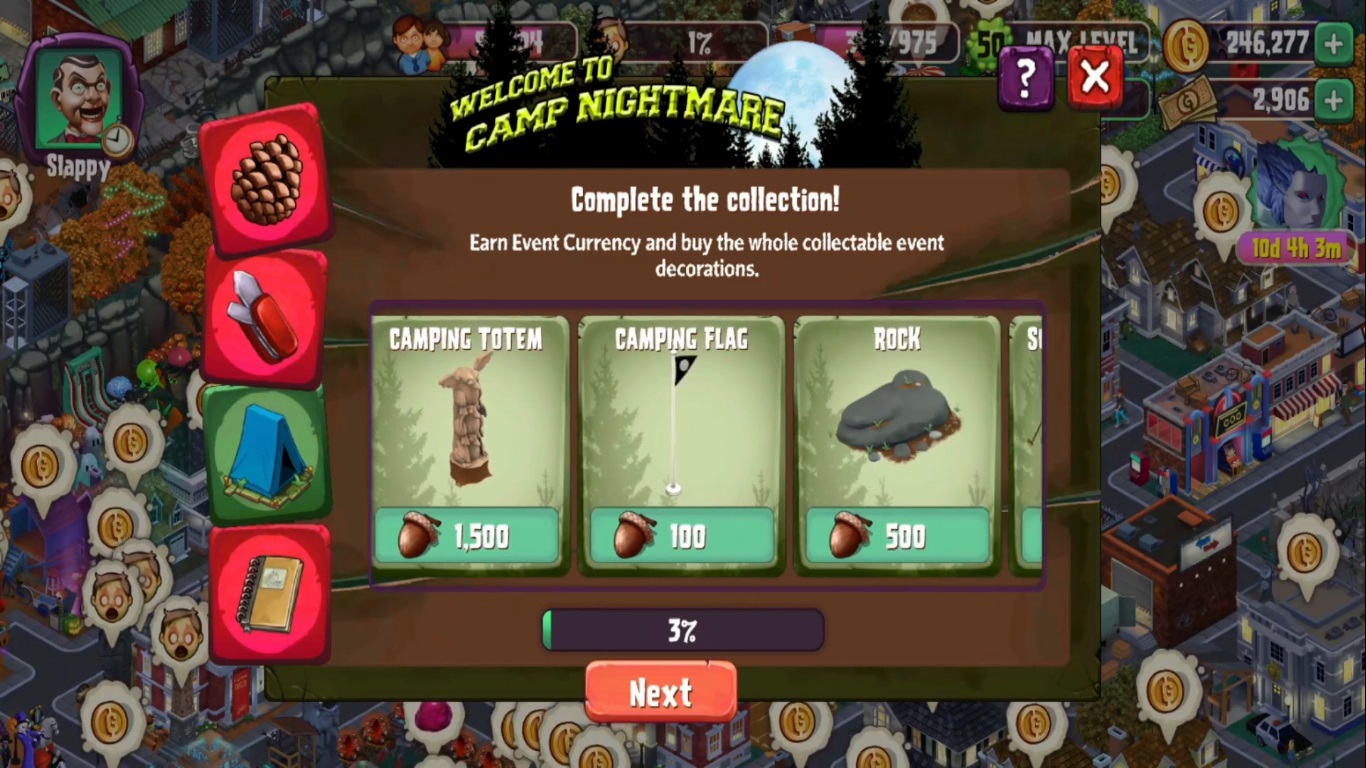 1%
/975
50
MAX LEVEL
246,277
2,906
?
X
WELCOME TO
CAMP NIGHTMARE
Slappy
10d 4h 3m
Complete the collection!
Earn Event Currency and buy the whole collectable event
decorations.
CAMPING TOTEM
CAMPING FLAG
ROCK
1,500
100
500
3%
Next